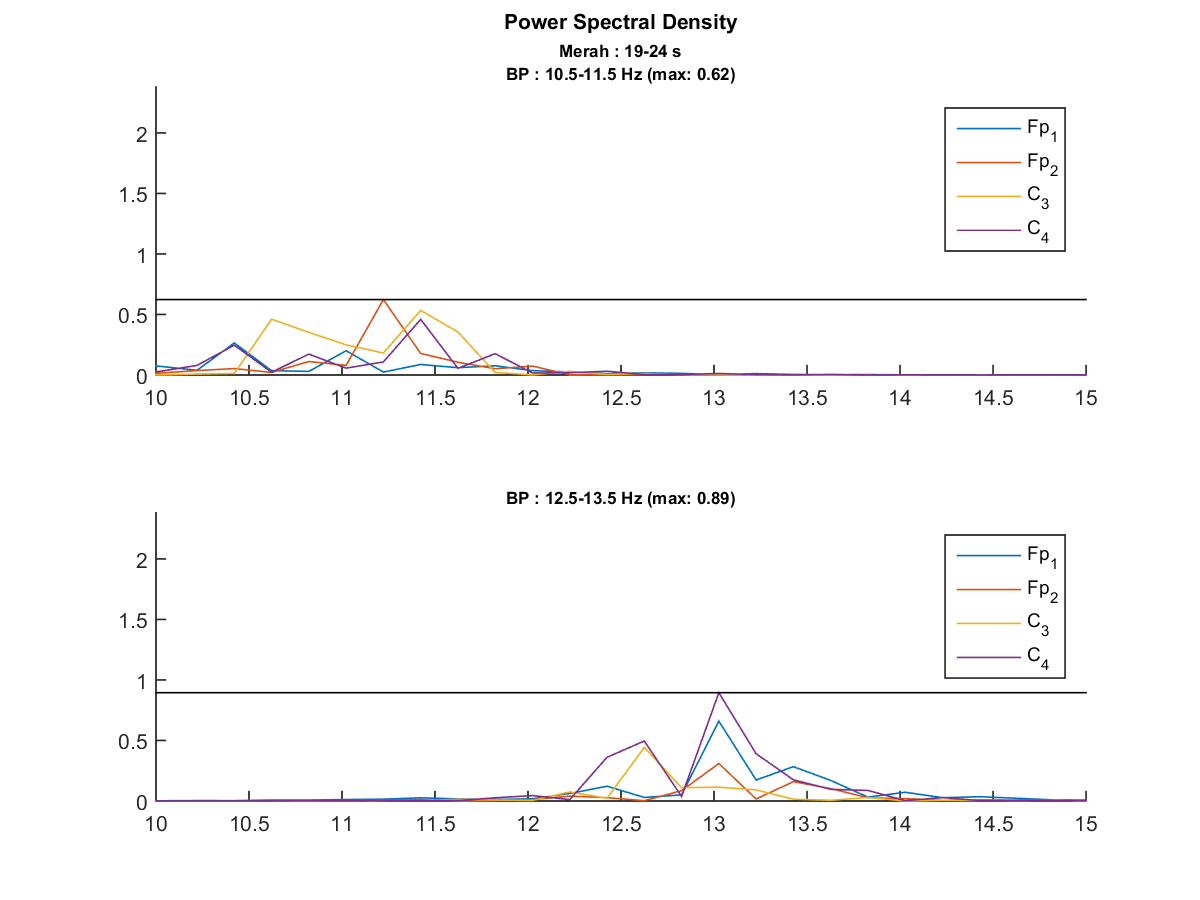 Power Spectral Density
Merah : 19-24 s
BP : 10.5-11.5 Hz (max: 0.62)
2
1.5
1
0.5
0
10 10.5 11 11.5 12 12.5 13 13.5 14 14.5 15
Fp1
Fp2
C3
C4
BP : 12.5-13.5 Hz (max: 0.89)
2
1.5
1
0.5
0
10 10.5 11 11.5 12 12.5 13 13.5 14 14.5 15
Fp1
Fp2
C3
C4